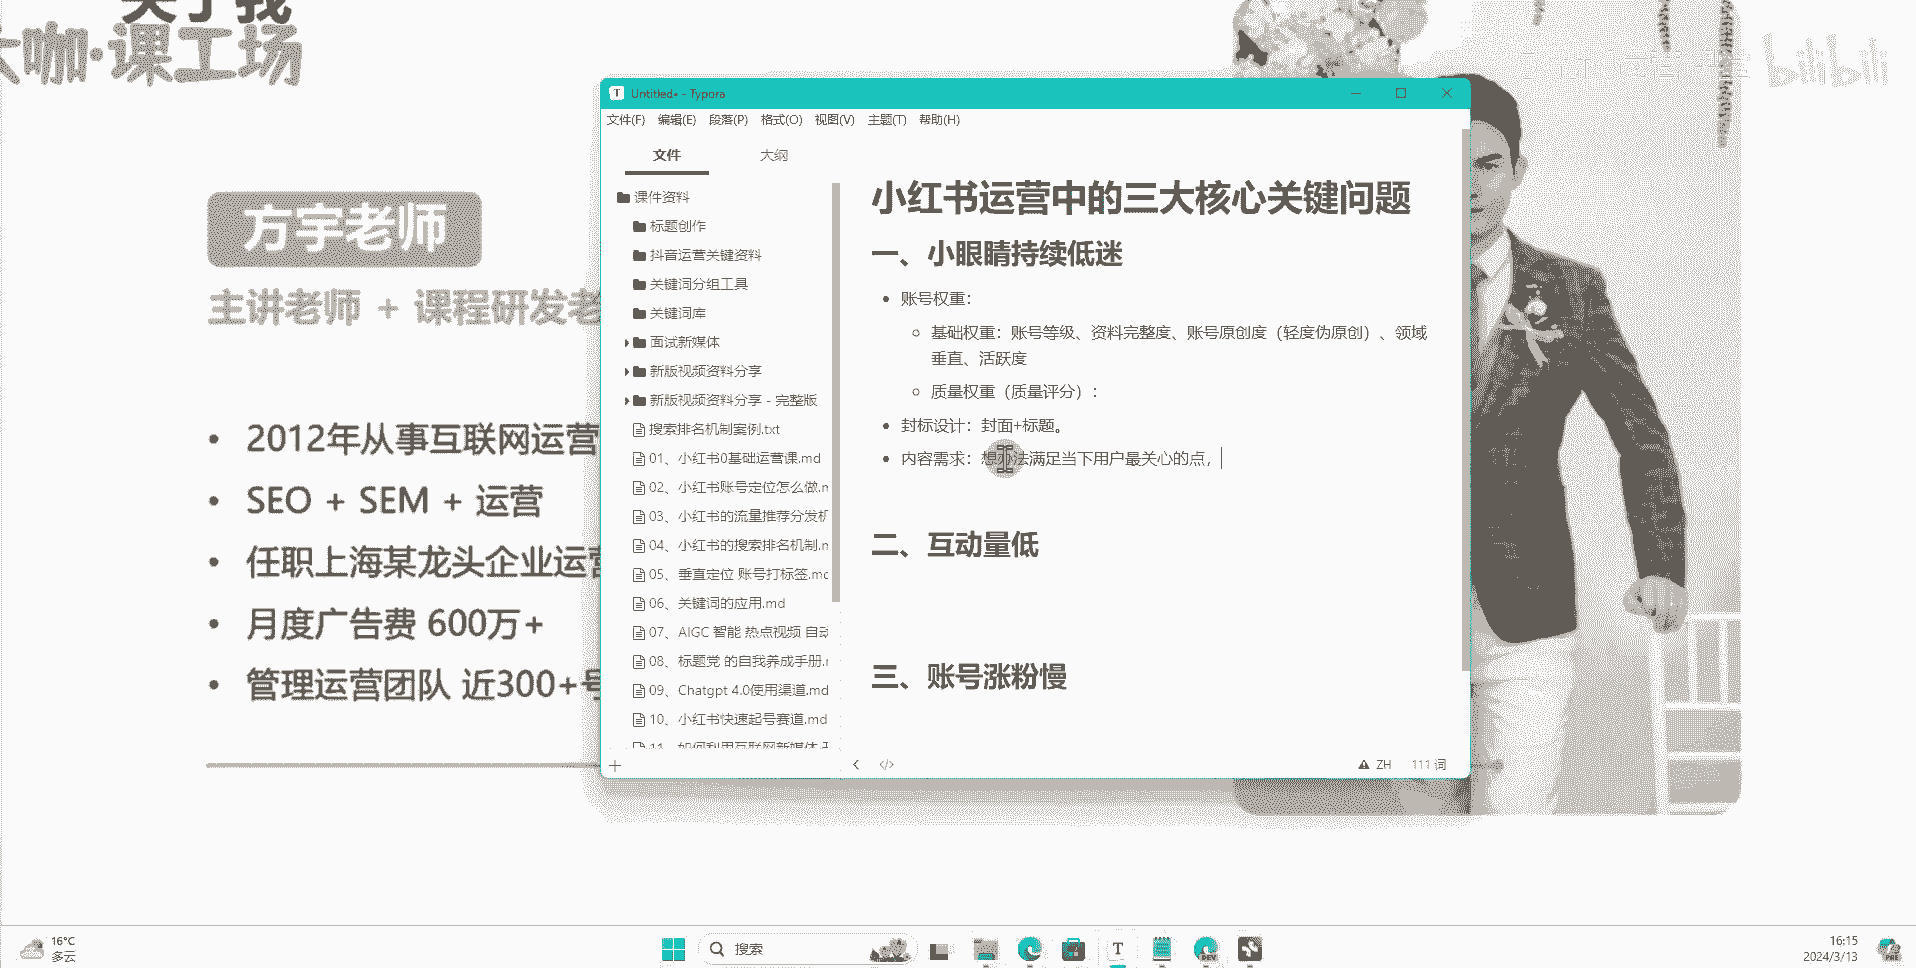 关于我
大咖·课工场
bilibili
方宇老师
主讲老师 + 课程研发老
• 2012年从事互联网运营
• SEO + SEM + 运营
• 任职上海某龙头企业运营
• 月度广告费 600万+
• 管理运营团队 近300+号
Untitled• - Typora
文件(F) 编辑(E) 段落(P) 格式(O) 视图(V) 主题(T) 帮助(H)
文件 大纲
课件资料
标题创作
抖音运营关键资料
关键词分组工具
关键词库
面试新媒体
新版视频资料分享
新版视频资料分享 - 完整版
搜索排名机制案例.txt
01、小红书0基础运营课.md
02、小红书账号定位怎么做.m
03、小红书的流量推荐分发机
04、小红书的搜索排名机制.m
05、垂直定位 账号打标签.md
06、关键词的应用.md
07、AIGC 智能 热点视频 自动
08、标题党 的自我养成手册.m
09、Chatgpt 4.0使用渠道.md
10、小红书快速起号赛道.md
11、如何利用互联网新媒体
小红书运营中的三大核心关键问题
一、小眼睛持续低迷
• 账号权重：
基础权重：账号等级、资料完整度、账号原创度（轻度伪原创）、领域
垂直、活跃度
质量权重（质量评分）：
• 封标设计：封面+标题。
• 内容需求：想办法满足当下用户最关心的点，
二、互动量低
三、账号涨粉慢
ZH 111 词
16°C
多云
搜索
DEV
16:15
2024/3/13
PRE